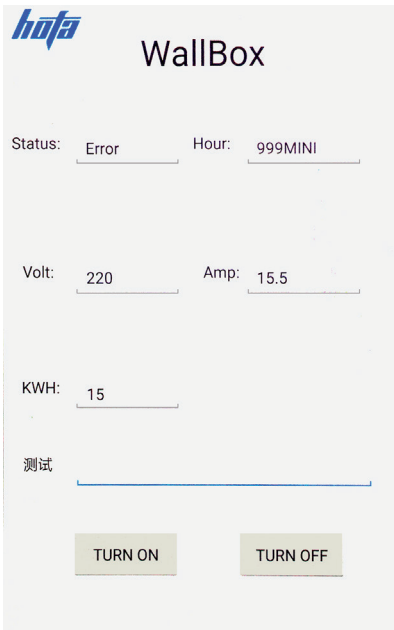 hota
WallBox
Status: Error Hour: 999MINI
Volt: 220 Amp: 15.5
KWH: 15
测试
TURN ON TURN OFF